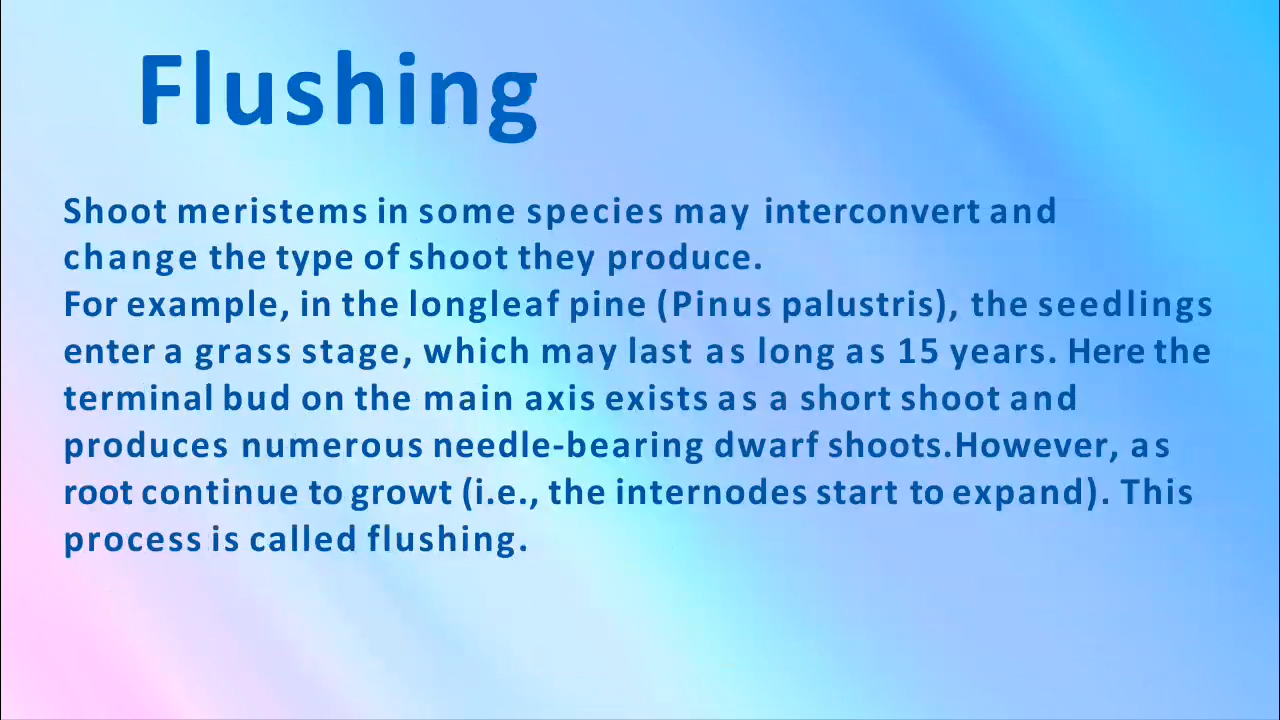 Flushing
Shoot meristems in some species may interconvert and
change the type of shoot they produce.
For example, in the longleaf pine (Pinus palustris), the seedlings
enter a grass stage, which may last as long as 15 years. Here the
terminal bud on the main axis exists as a short shoot and
produces numerous needle-bearing dwarf shoots.However, as
root continue to growt (i.e., the internodes start to expand). This
process is called flushing.